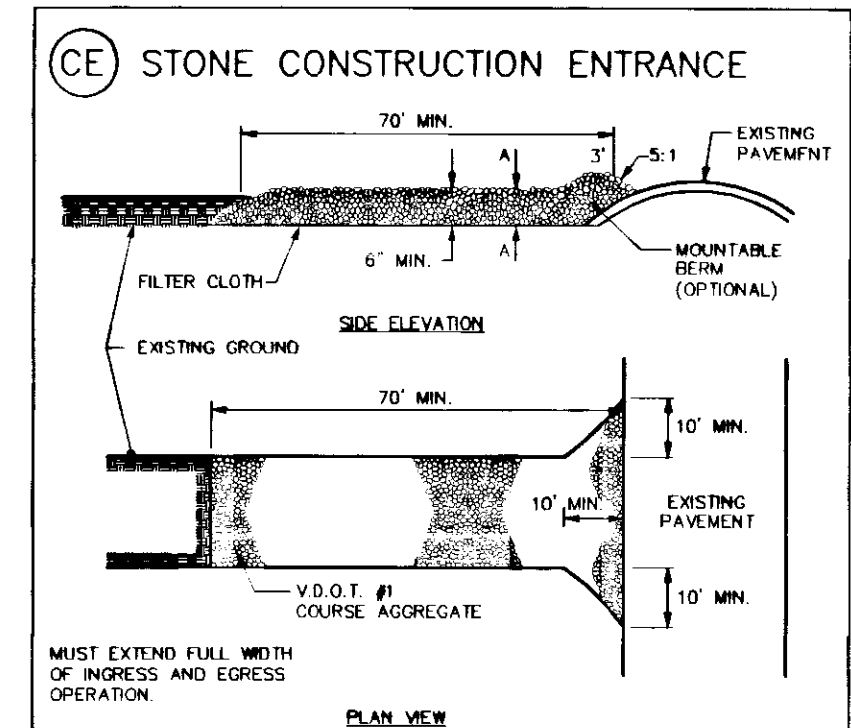 CE STONE CONSTRUCTION ENTRANCE
70' MIN.
A
3'
5:1
EXISTING
PAVEMENT
6" MIN.
A
MOUNTABLE
BERM
(OPTIONAL)
FILTER CLOTH
SIDE ELEVATION
EXISTING GROUND
70' MIN.
10' MIN.
10' MIN.
EXISTING
PAVEMENT
10' MIN.
V.D.O.T. #1
COURSE AGGREGATE
MUST EXTEND FULL WIDTH
OF INGRESS AND EGRESS
OPERATION.
PLAN VIEW